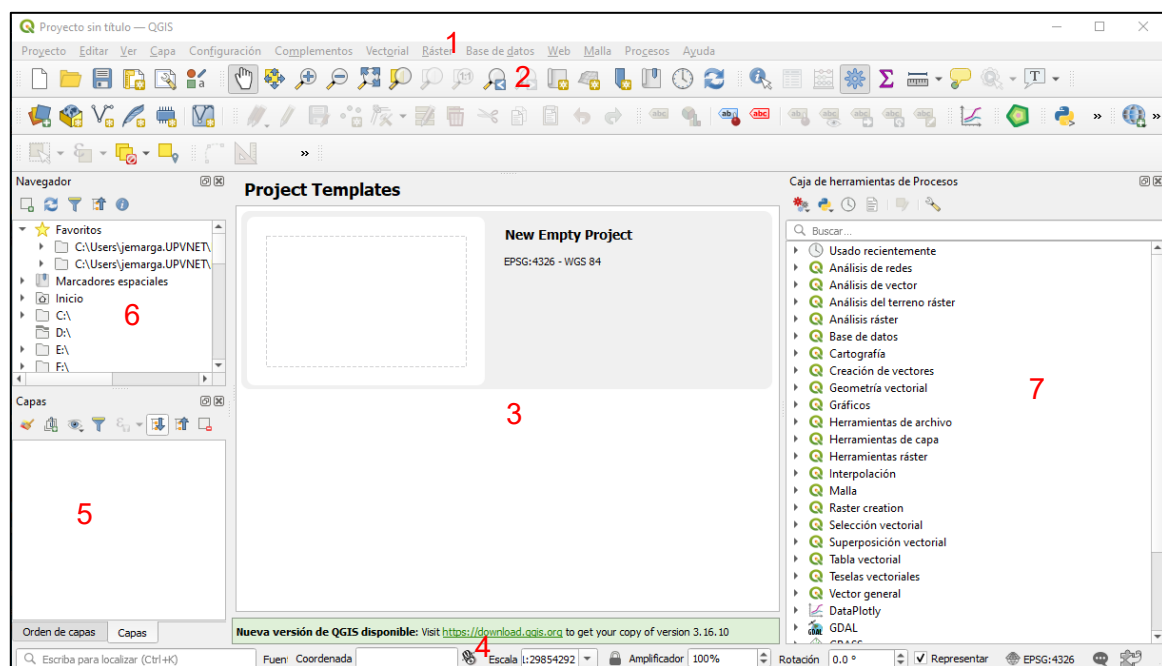 Proyecto sin título — QGIS
Proyecto Editar Ver Capa Configuración Complementos Vectorial Ráster Base de datos Web Malla Procesos Ayuda
1
2
Navegador
Favoritos
C:\Users\jemarga.UPVNET\
C:\Users\jemarga.UPVNET\
Marcadores espaciales
Inicio
C:\
D:\
E:\
F:\
6
Capas
5
Orden de capas Capas
Project Templates
New Empty Project
EPSG:4326 - WGS 84
3
Nueva versión de QGIS disponible: Visit https://download.qgis.org to get your copy of version 3.16.10
4
Caja de herramientas de Procesos
Buscar...
Usado recientemente
Análisis de redes
Análisis de vector
Análisis del terreno ráster
Análisis ráster
Base de datos
Cartografía
Creación de vectores
Geometría vectorial
Gráficos
Herramientas de archivo
Herramientas de capa
Herramientas ráster
Interpolación
Malla
Raster creation
Selección vectorial
Superposición vectorial
Tabla vectorial
Teselas vectoriales
Vector general
DataPlotly
GDAL
7
Escriba para localizar (Ctrl+K) Fuen Coordenada Escala 1:29854292 Amplificador 100% Rotación 0.0 ° Representar EPSG:4326